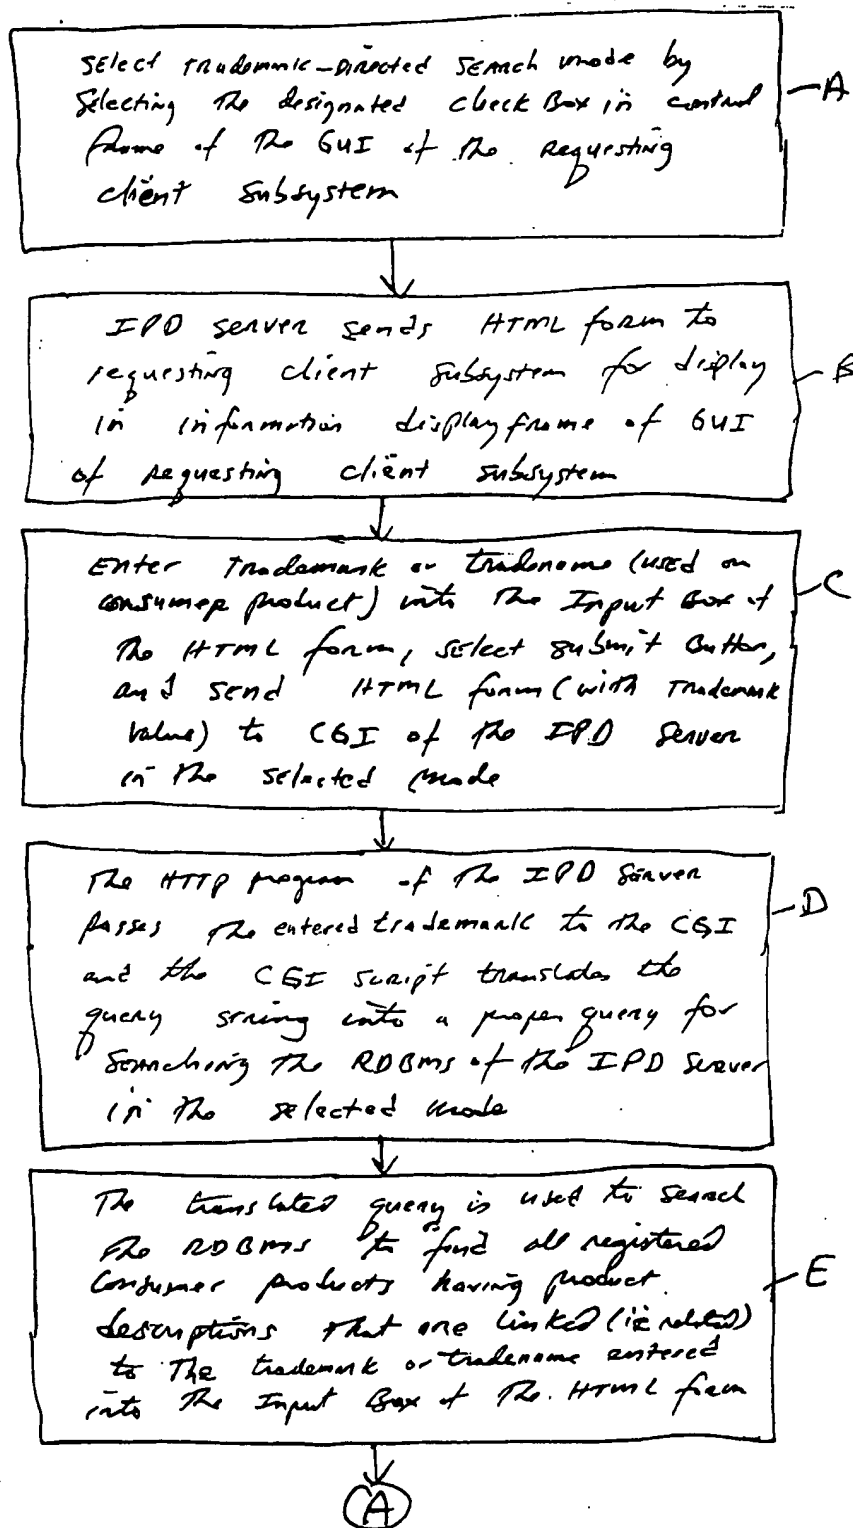 Select Trademark-Directed Search mode by
Selecting The designated check Box in control
frame of The GUI of the requesting
client subsystem
A
IPD server sends HTML form to
requesting client subsystem for display
in information display frame of GUI
of requesting client subsystem
B
Enter Trademark or tradename (used on
consumer product) into The Input Box of
The HTML form, select submit Button,
and send HTML form (with Trademark
value) to CGI of the IPD Server
in the selected mode
C
The HTTP program of The IPD Server
passes The entered trademark to the CGI
and the CGI script translates the
query string into a proper query for
Searching the RDBMS of the IPD Server
in the selected mode
D
The translated query is used to search
The RDBMS to find all registered
Consumer products having product
descriptions that are linked (ie related)
to The trademark or tradename entered
into The Input Box of The HTML form
E
A